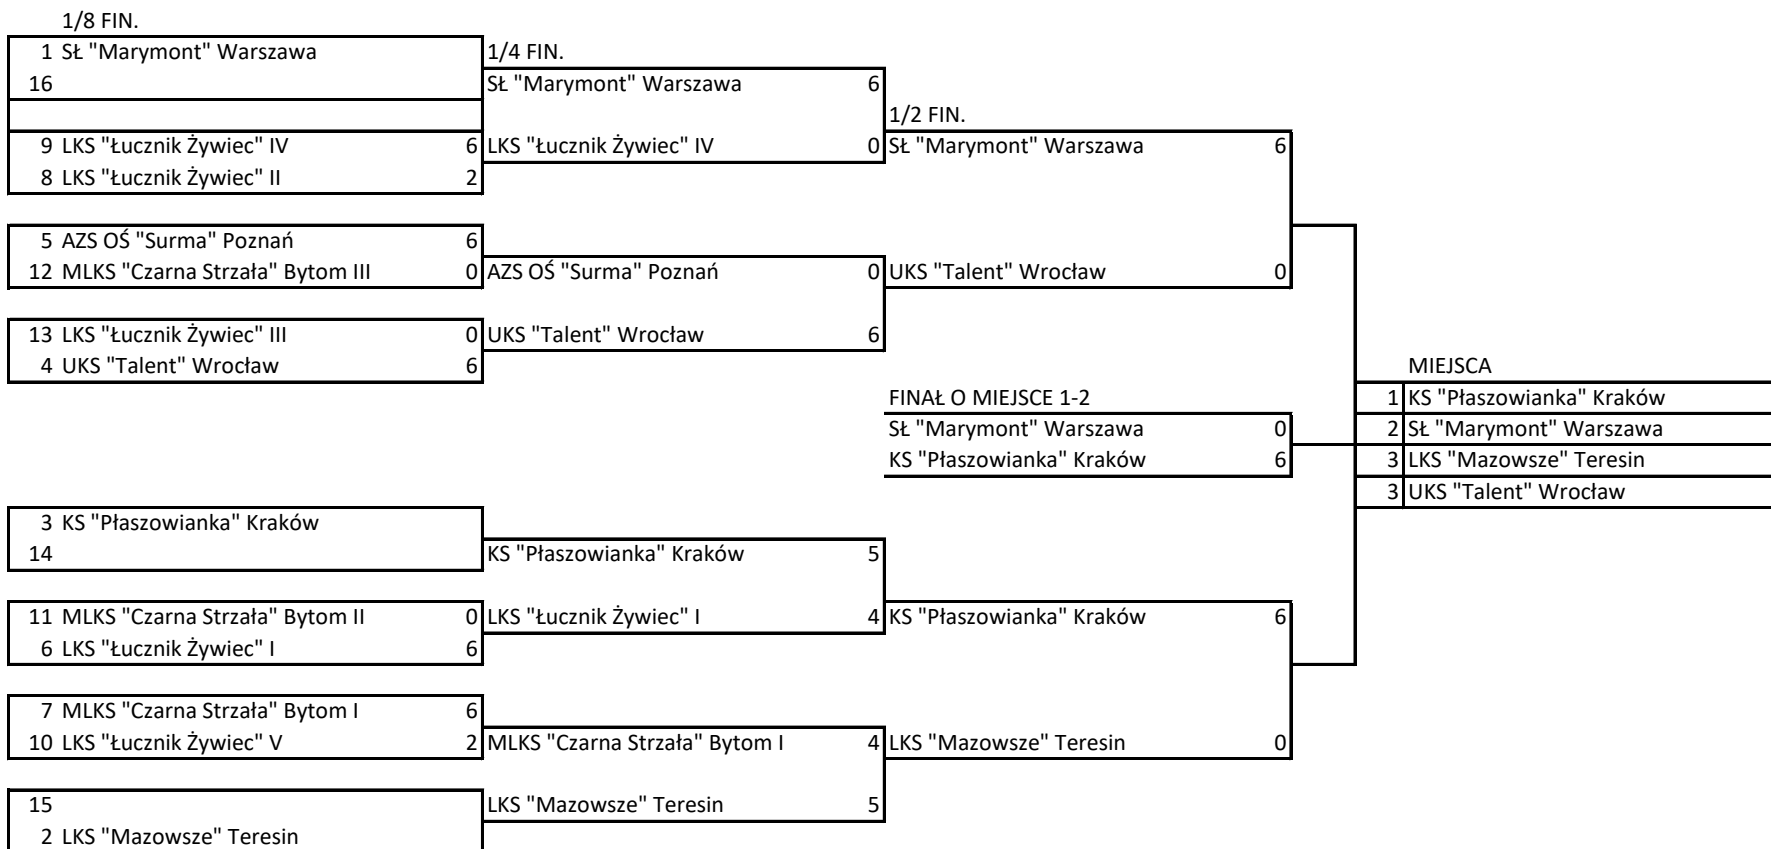 1/8 FIN.
1 SŁ "Marymont" Warszawa
16
9 LKS "Łucznik Żywiec" IV 6
8 LKS "Łucznik Żywiec" II 2
5 AZS OŚ "Surma" Poznań 6
12 MLKS "Czarna Strzała" Bytom III 0
13 LKS "Łucznik Żywiec" III 0
4 UKS "Talent" Wrocław 6
3 KS "Płaszowianka" Kraków
14
11 MLKS "Czarna Strzała" Bytom II 0
6 LKS "Łucznik Żywiec" I 6
7 MLKS "Czarna Strzała" Bytom I 6
10 LKS "Łucznik Żywiec" V 2
15
2 LKS "Mazowsze" Teresin
1/4 FIN.
SŁ "Marymont" Warszawa 6
LKS "Łucznik Żywiec" IV 0
AZS OŚ "Surma" Poznań 0
UKS "Talent" Wrocław 6
KS "Płaszowianka" Kraków 5
LKS "Łucznik Żywiec" I 4
MLKS "Czarna Strzała" Bytom I 4
LKS "Mazowsze" Teresin 5
1/2 FIN.
SŁ "Marymont" Warszawa 6
UKS "Talent" Wrocław 0
FINAŁ O MIEJSCE 1-2
SŁ "Marymont" Warszawa 0
KS "Płaszowianka" Kraków 6
KS "Płaszowianka" Kraków 6
LKS "Mazowsze" Teresin 0
MIEJSCA
1 KS "Płaszowianka" Kraków
2 SŁ "Marymont" Warszawa
3 LKS "Mazowsze" Teresin
3 UKS "Talent" Wrocław